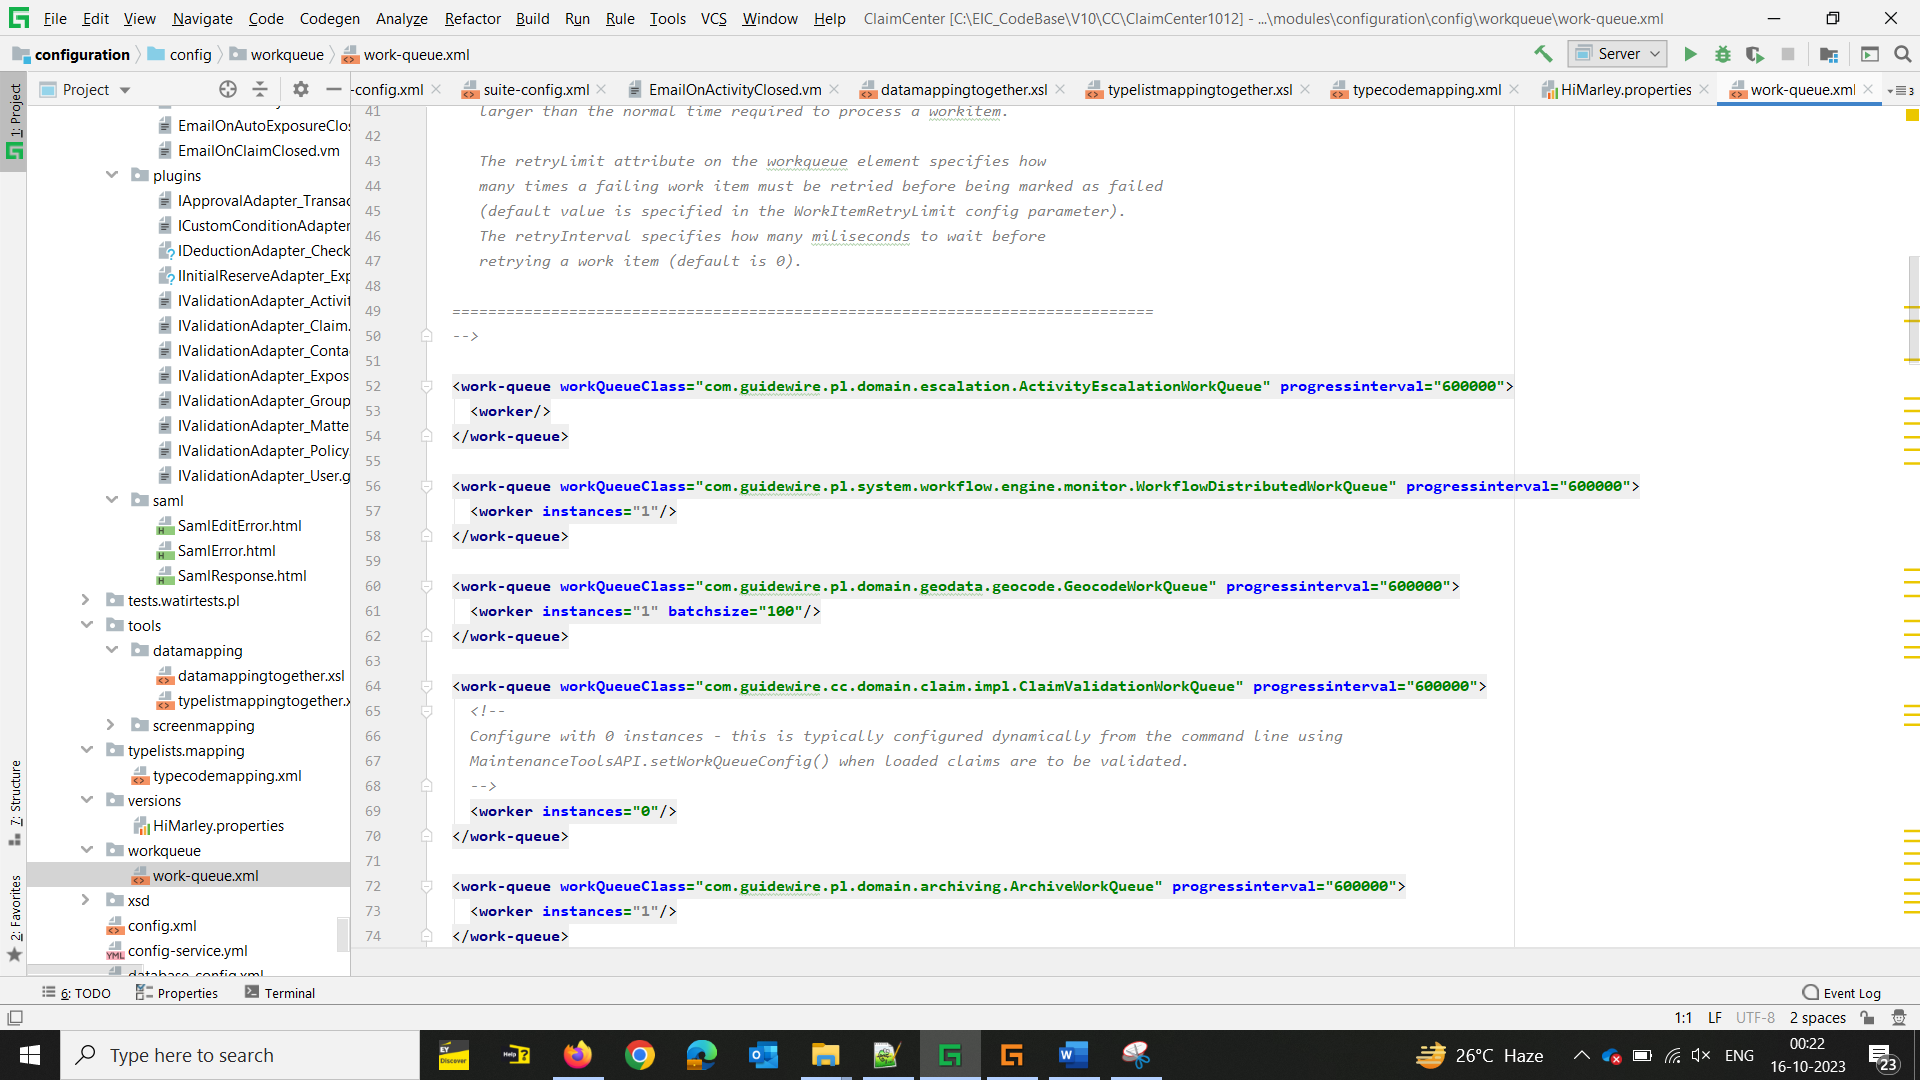 File Edit View Navigate Code Codegen Analyze Refactor Build Run Rule Tools VCS Window Help ClaimCenter [C:\EIC_CodeBase\V10\CC\ClaimCenter1012] - ...\modules\configuration\config\workqueue\work-queue.xml
configuration config workqueue work-queue.xml Server
Project -config.xml suite-config.xml EmailOnActivityClosed.vm datamappingtogether.xsl typelistmappingtogether.xsl typecodemapping.xml HiMarley.properties work-queue.xml 3
1: Project
7: Structure
2: Favorites
EmailOnAutoExposureClos
EmailOnClaimClosed.vm
plugins
IApprovalAdapter_Transac
ICustomConditionAdapter
IDeductionAdapter_Check
IInitialReserveAdapter_Exp
IValidationAdapter_Activit
IValidationAdapter_Claim.
IValidationAdapter_Conta
IValidationAdapter_Expos
IValidationAdapter_Group
IValidationAdapter_Matte
IValidationAdapter_Policy
IValidationAdapter_User.g
saml
SamlEditError.html
SamlError.html
SamlResponse.html
tests.watirtests.pl
tools
datamapping
datamappingtogether.xsl
typelistmappingtogether.x
screenmapping
typelists.mapping
typecodemapping.xml
versions
HiMarley.properties
workqueue
work-queue.xml
xsd
config.xml
config-service.yml
database-config.xml
41 larger than the normal time required to process a workitem.
42
43 The retryLimit attribute on the workqueue element specifies how
44 many times a failing work item must be retried before being marked as failed
45 (default value is specified in the WorkItemRetryLimit config parameter).
46 The retryInterval specifies how many miliseconds to wait before
47 retrying a work item (default is 0).
48
49 ==============================================================================
50 -->
51
52 <work-queue workQueueClass="com.guidewire.pl.domain.escalation.ActivityEscalationWorkQueue" progressinterval="600000">
53 <worker/>
54 </work-queue>
55
56 <work-queue workQueueClass="com.guidewire.pl.system.workflow.engine.monitor.WorkflowDistributedWorkQueue" progressinterval="600000">
57 <worker instances="1"/>
58 </work-queue>
59
60 <work-queue workQueueClass="com.guidewire.pl.domain.geodata.geocode.GeocodeWorkQueue" progressinterval="600000">
61 <worker instances="1" batchsize="100"/>
62 </work-queue>
63
64 <work-queue workQueueClass="com.guidewire.cc.domain.claim.impl.ClaimValidationWorkQueue" progressinterval="600000">
65 <!--
66 Configure with 0 instances - this is typically configured dynamically from the command line using
67 MaintenanceToolsAPI.setWorkQueueConfig() when loaded claims are to be validated.
68 -->
69 <worker instances="0"/>
70 </work-queue>
71
72 <work-queue workQueueClass="com.guidewire.pl.domain.archiving.ArchiveWorkQueue" progressinterval="600000">
73 <worker instances="1"/>
74 </work-queue>
6: TODO Properties Terminal Event Log
1:1 LF UTF-8 2 spaces
Type here to search EY Discover Help ? 26°C Haze ENG 00:22
16-10-2023 23